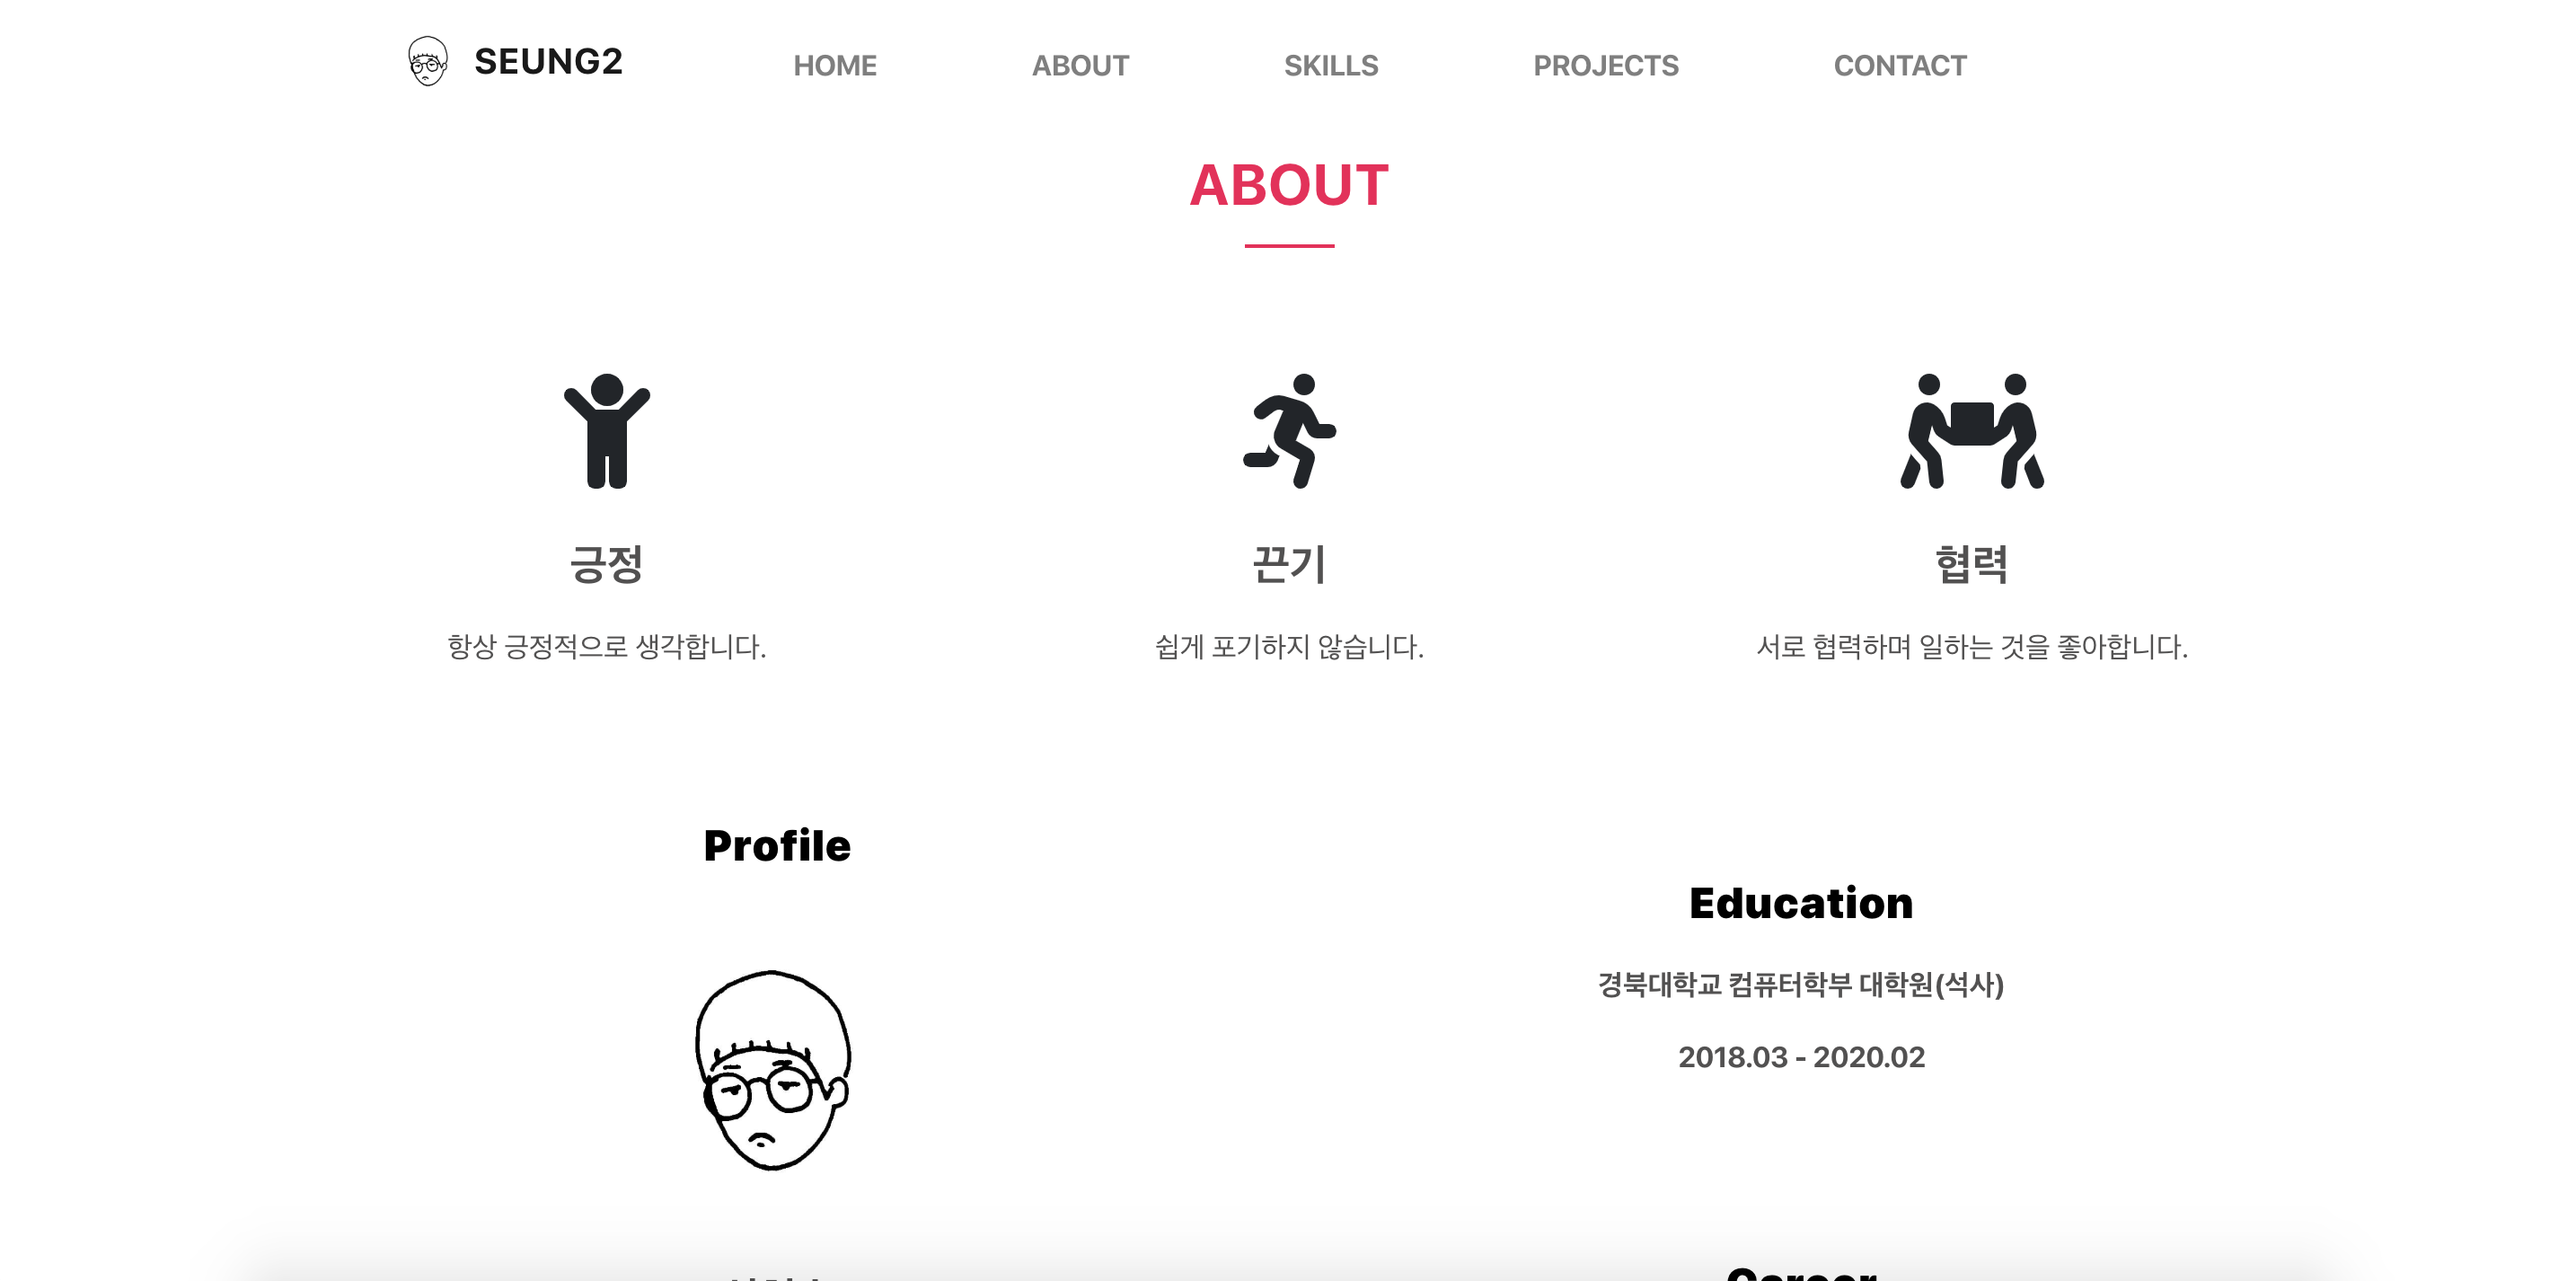 SEUNG2
HOME
ABOUT
SKILLS
PROJECTS
CONTACT
ABOUT
긍정
항상 긍정적으로 생각합니다.
끈기
쉽게 포기하지 않습니다.
협력
서로 협력하며 일하는 것을 좋아합니다.
Profile
Education
경북대학교 컴퓨터학부 대학원(석사)
2018.03 - 2020.02
Career